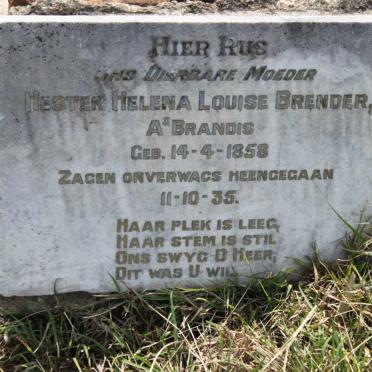 HIER RUS
ONS DIERBARE MOEDER
HESTER HELENA LOUISE BRENDER,
Aˣ BRANDIS
GEB. 14-4-1858
ZAGEN ONVERWACS HEENGEGAAN
11-10-35.
HAAR PLEK IS LEEG,
HAAR STEM IS STIL
ONS SWYG O HEER,
DIT WAS U WIL